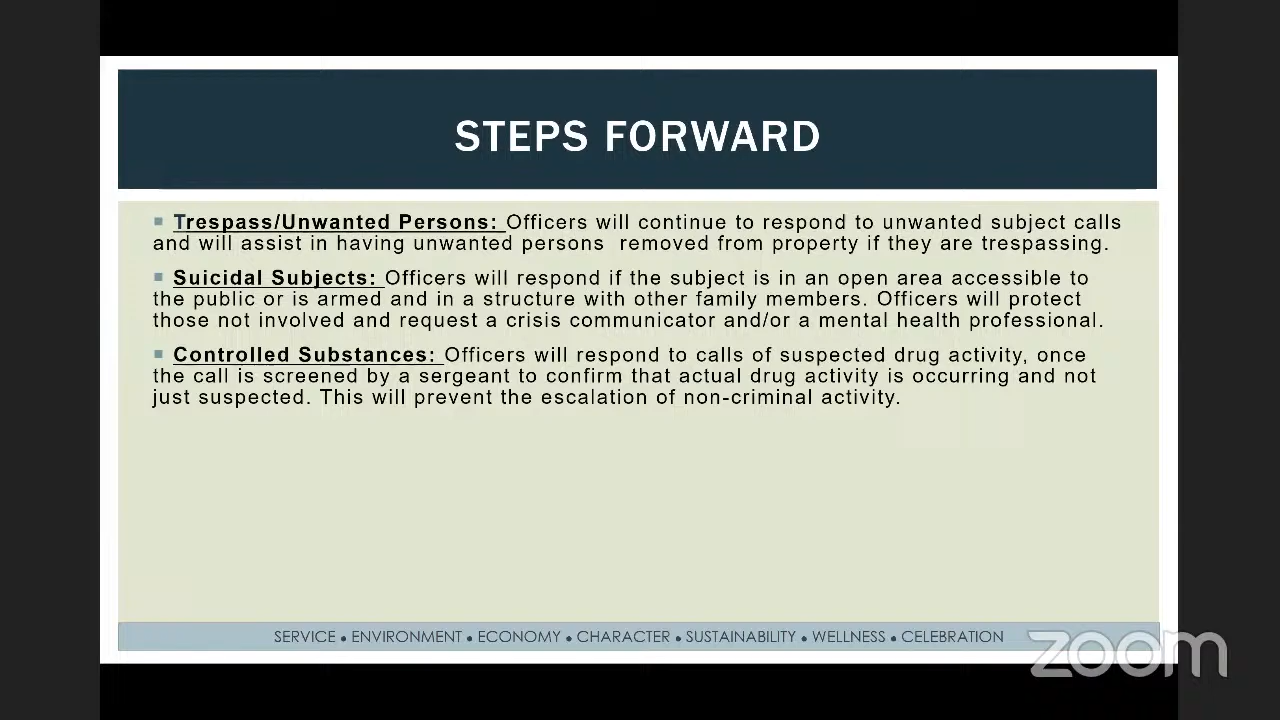 STEPS FORWARD
▪ Trespass/Unwanted Persons: Officers will continue to respond to unwanted subject calls
and will assist in having unwanted persons  removed from property if they are trespassing.
▪ Suicidal Subjects: Officers will respond if the subject is in an open area accessible to
the public or is armed and in a structure with other family members. Officers will protect
those not involved and request a crisis communicator and/or a mental health professional.
▪ Controlled Substances: Officers will respond to calls of suspected drug activity, once
the call is screened by a sergeant to confirm that actual drug activity is occurring and not
just suspected. This will prevent the escalation of non-criminal activity.
SERVICE • ENVIRONMENT • ECONOMY • CHARACTER • SUSTAINABILITY • WELLNESS • CELEBRATION
zoom